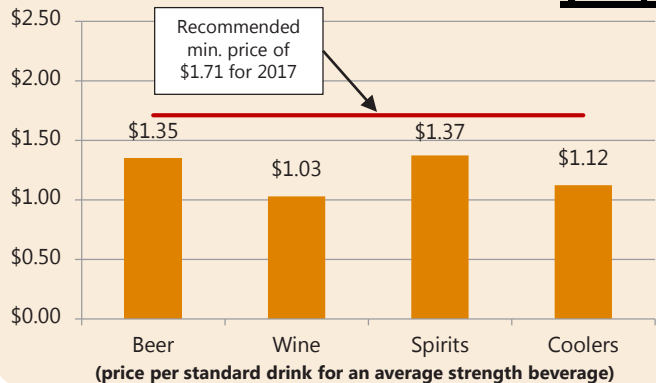 $2.50
Recommended
min. price of
$1.71 for 2017
$2.00
$1.50
$1.35
$1.03
$1.37
$1.12
$1.00
$0.50
$0.00
Beer
Wine
Spirits
Coolers
(price per standard drink for an average strength beverage)